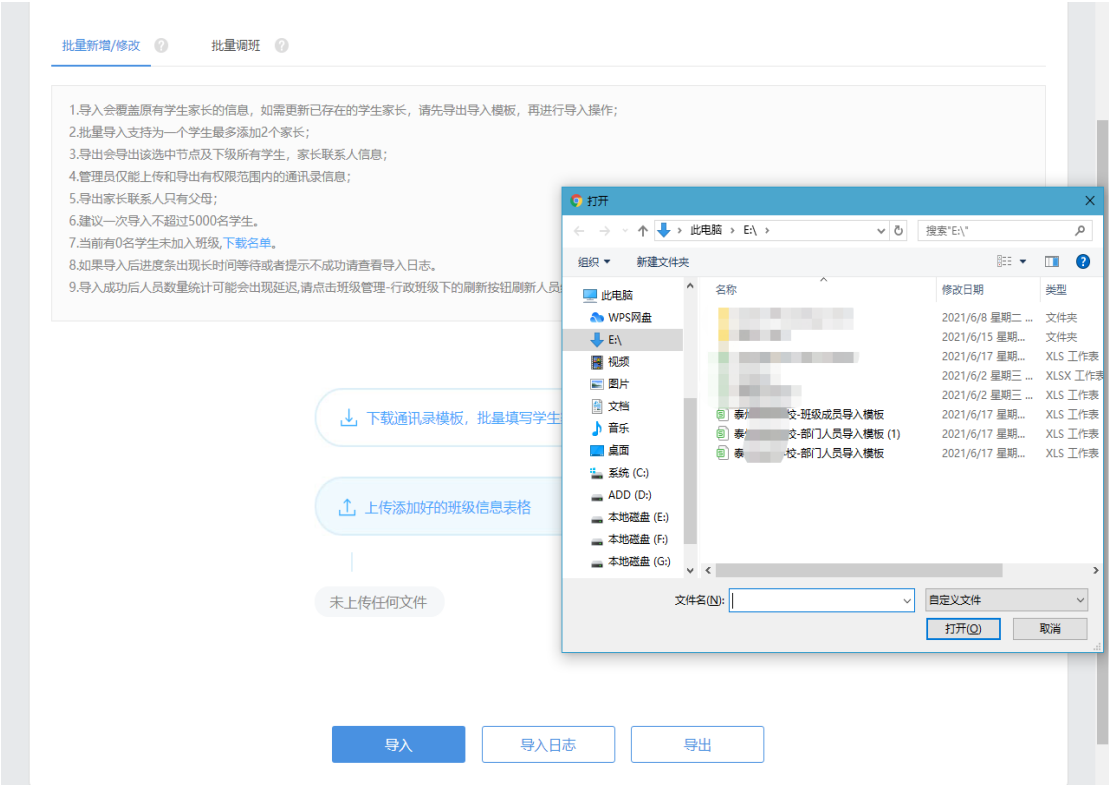 批量新增/修改 ? 批量调班 ?
1.导入会覆盖原有学生家长的信息，如需更新已存在的学生家长，请先导出导入模板，再进行导入操作；
2.批量导入支持为一个学生最多添加2个家长；
3.导出会导出该选中节点及下级所有学生，家长联系人信息；
4.管理员仅能上传和导出有权限范围内的通讯录信息；
5.导出家长联系人只有父母；
6.建议一次导入不超过5000名学生。
7.当前有0名学生未加入班级,下载名单。
8.如果导入后进度条出现长时间等待或者提示不成功请查看导入日志。
9.导入成功后人员数量统计可能会出现延迟,请点击班级管理-行政班级下的刷新按钮刷新人员
下载通讯录模板，批量填写学生
上传添加好的班级信息表格
未上传任何文件
导入 导入日志 导出
打开
此电脑 › E:\ ›
搜索"E:\"
组织 新建文件夹 ?
此电脑
WPS网盘
E:\
视频
图片
文档
音乐
桌面
系统 (C:)
ADD (D:)
本地磁盘 (E:)
本地磁盘 (F:)
本地磁盘 (G:)
名称 修改日期 类型
2021/6/8 星期二 ... 文件夹
2021/6/15 星期... 文件夹
2021/6/17 星期... XLS 工作表
2021/6/2 星期三 ... XLSX 工作表
2021/6/2 星期三 ... XLS 工作表
泰 校-班级成员导入模板 2021/6/17 星期... XLS 工作表
泰 校-部门人员导入模板 (1) 2021/6/17 星期... XLS 工作表
泰 校-部门人员导入模板 2021/6/17 星期... XLS 工作表
文件名(N): 自定义文件
打开(O) 取消